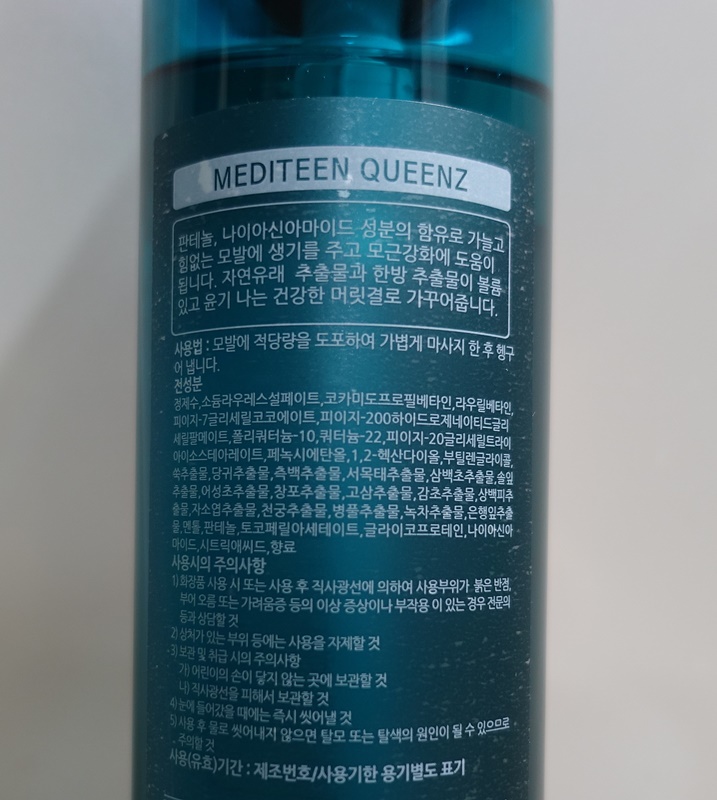 MEDITEEN QUEENZ
판테놀, 나이아신아마이드 성분의 함유로 가늘고
힘없는 모발에 생기를 주고 모근강화에 도움이
됩니다. 자연유래 추출물과 한방 추출물이 볼륨
있고 윤기 나는 건강한 머릿결로 가꾸어줍니다.
사용법 : 모발에 적당량을 도포하여 가볍게 마사지 한 후 헹구
어 냅니다.
전성분
정제수,소듐라우레스설페이트,코카미도프로필베타인,라우릴베타인,
피이지-7글리세릴코코에이트,피이지-200하이드로제네이티드글리
세릴팔메이트,폴리쿼터늄-10,쿼터늄-22,피이지-20글리세릴트라이
아이소스테아레이트,페녹시에탄올,1,2-헥산다이올,부틸렌글라이콜,
쑥추출물,당귀추출물,측백추출물,서목태추출물,삼백초추출물,솔잎
추출물,어성초추출물,창포추출물,고삼추출물,감초추출물,상백피추
출물,자소엽추출물,천궁추출물,병풀추출물,녹차추출물,은행잎추출
물,멘톨,판테놀,토코페릴아세테이트,글라이코프로테인,나이아신아
마이드,시트릭애씨드,향료
사용시의 주의사항
1) 화장품 사용 시 또는 사용 후 직사광선에 의하여 사용부위가 붉은 반점,
부어 오름 또는 가려움증 등의 이상 증상이나 부작용 이 있는 경우 전문의
등과 상담할 것
2) 상처가 있는 부위 등에는 사용을 자제할 것
3) 보관 및 취급 시의 주의사항
가) 어린이의 손이 닿지 않는 곳에 보관할 것
나) 직사광선을 피해서 보관할 것
4) 눈에 들어갔을 때에는 즉시 씻어낼 것
5) 사용 후 물로 씻어내지 않으면 탈모 또는 탈색의 원인이 될 수 있으므로
주의할 것
사용(유효)기간 : 제조번호/사용기한 용기별도 표기